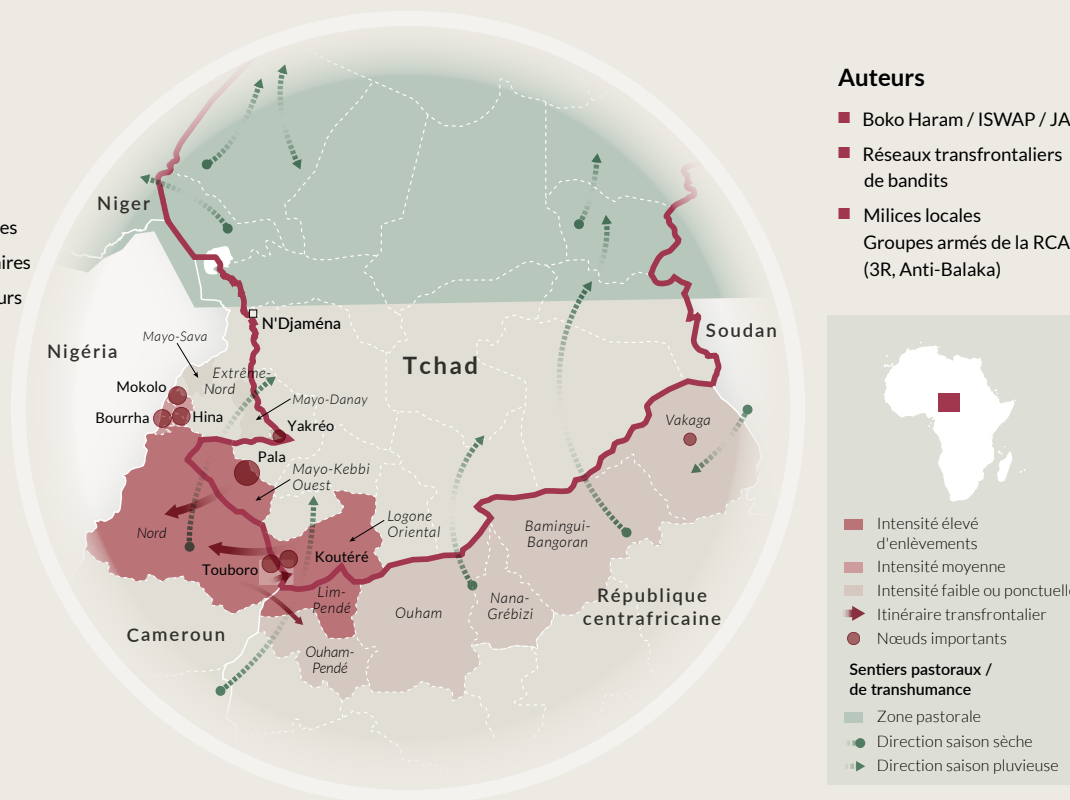 es
aires
urs
Niger
Nigéria
Mayo-Sava
N'Djaména
Tchad
Soudan
Extrême-
Nord
Mokolo
Bourrha
Hina
Mayo-Danay
Yakréo
Vakaga
Pala
Mayo-Kebbi
Ouest
Nord
Logone
Oriental
Bamingui-
Bangoran
Touboro
Koutéré
Lim-
Pendé
Ouham
Nana-
Grébizi
République
centrafricaine
Cameroun
Ouham-
Pendé
Auteurs
Boko Haram / ISWAP / JA
Réseaux transfrontaliers
de bandits
Milices locales
Groupes armés de la RCA
(3R, Anti-Balaka)
Intensité élevé
d'enlèvements
Intensité moyenne
Intensité faible ou ponctuelle
Itinéraire transfrontalier
Nœuds importants
Sentiers pastoraux /
de transhumance
Zone pastorale
Direction saison sèche
Direction saison pluvieuse